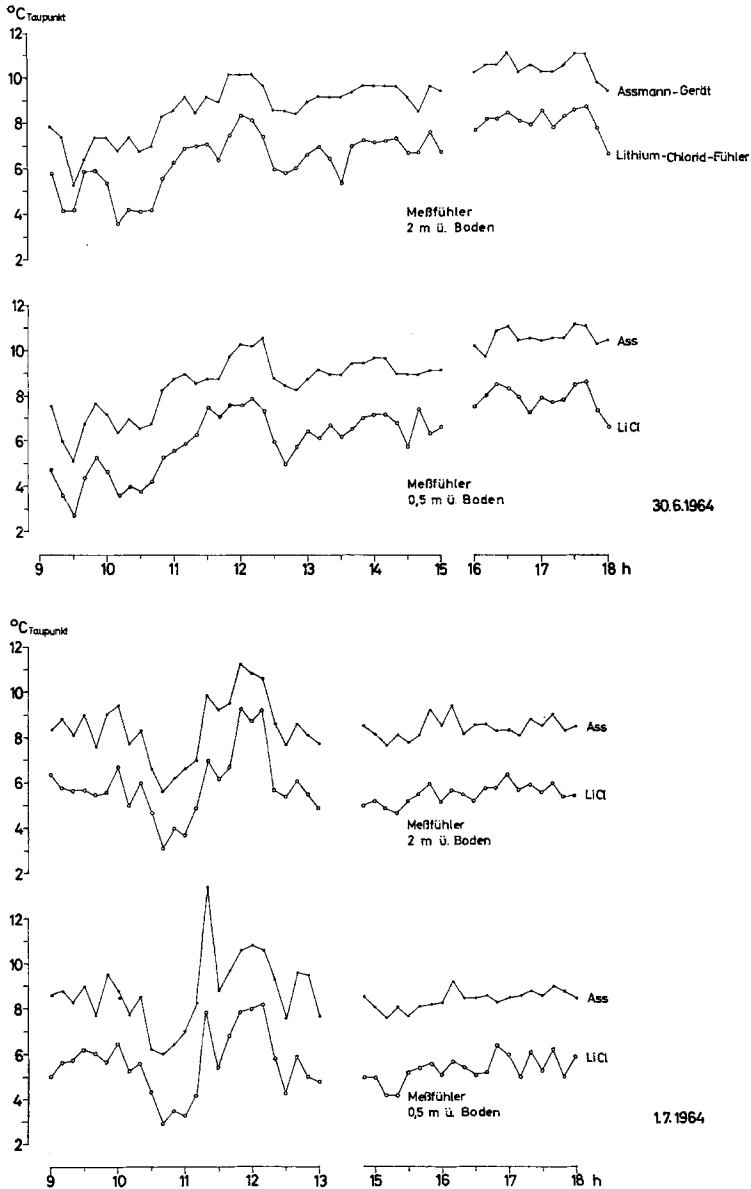 °C Taupunkt
12
10
8
6
4
2
Assmann-Gerät
Lithium-Chlorid-Fühler
Meßfühler
2 m ü. Boden
12
10
8
6
4
2
Ass
LiCl
Meßfühler
0,5 m ü. Boden
30.6.1964
9 10 11 12 13 14 15 16 17 18 h
°C Taupunkt
12
10
8
6
4
2
Ass
LiCl
Meßfühler
2 m ü. Boden
12
10
8
6
4
2
Ass
LiCl
Meßfühler
0,5 m ü. Boden
1.7.1964
9 10 11 12 13 15 16 17 18 h